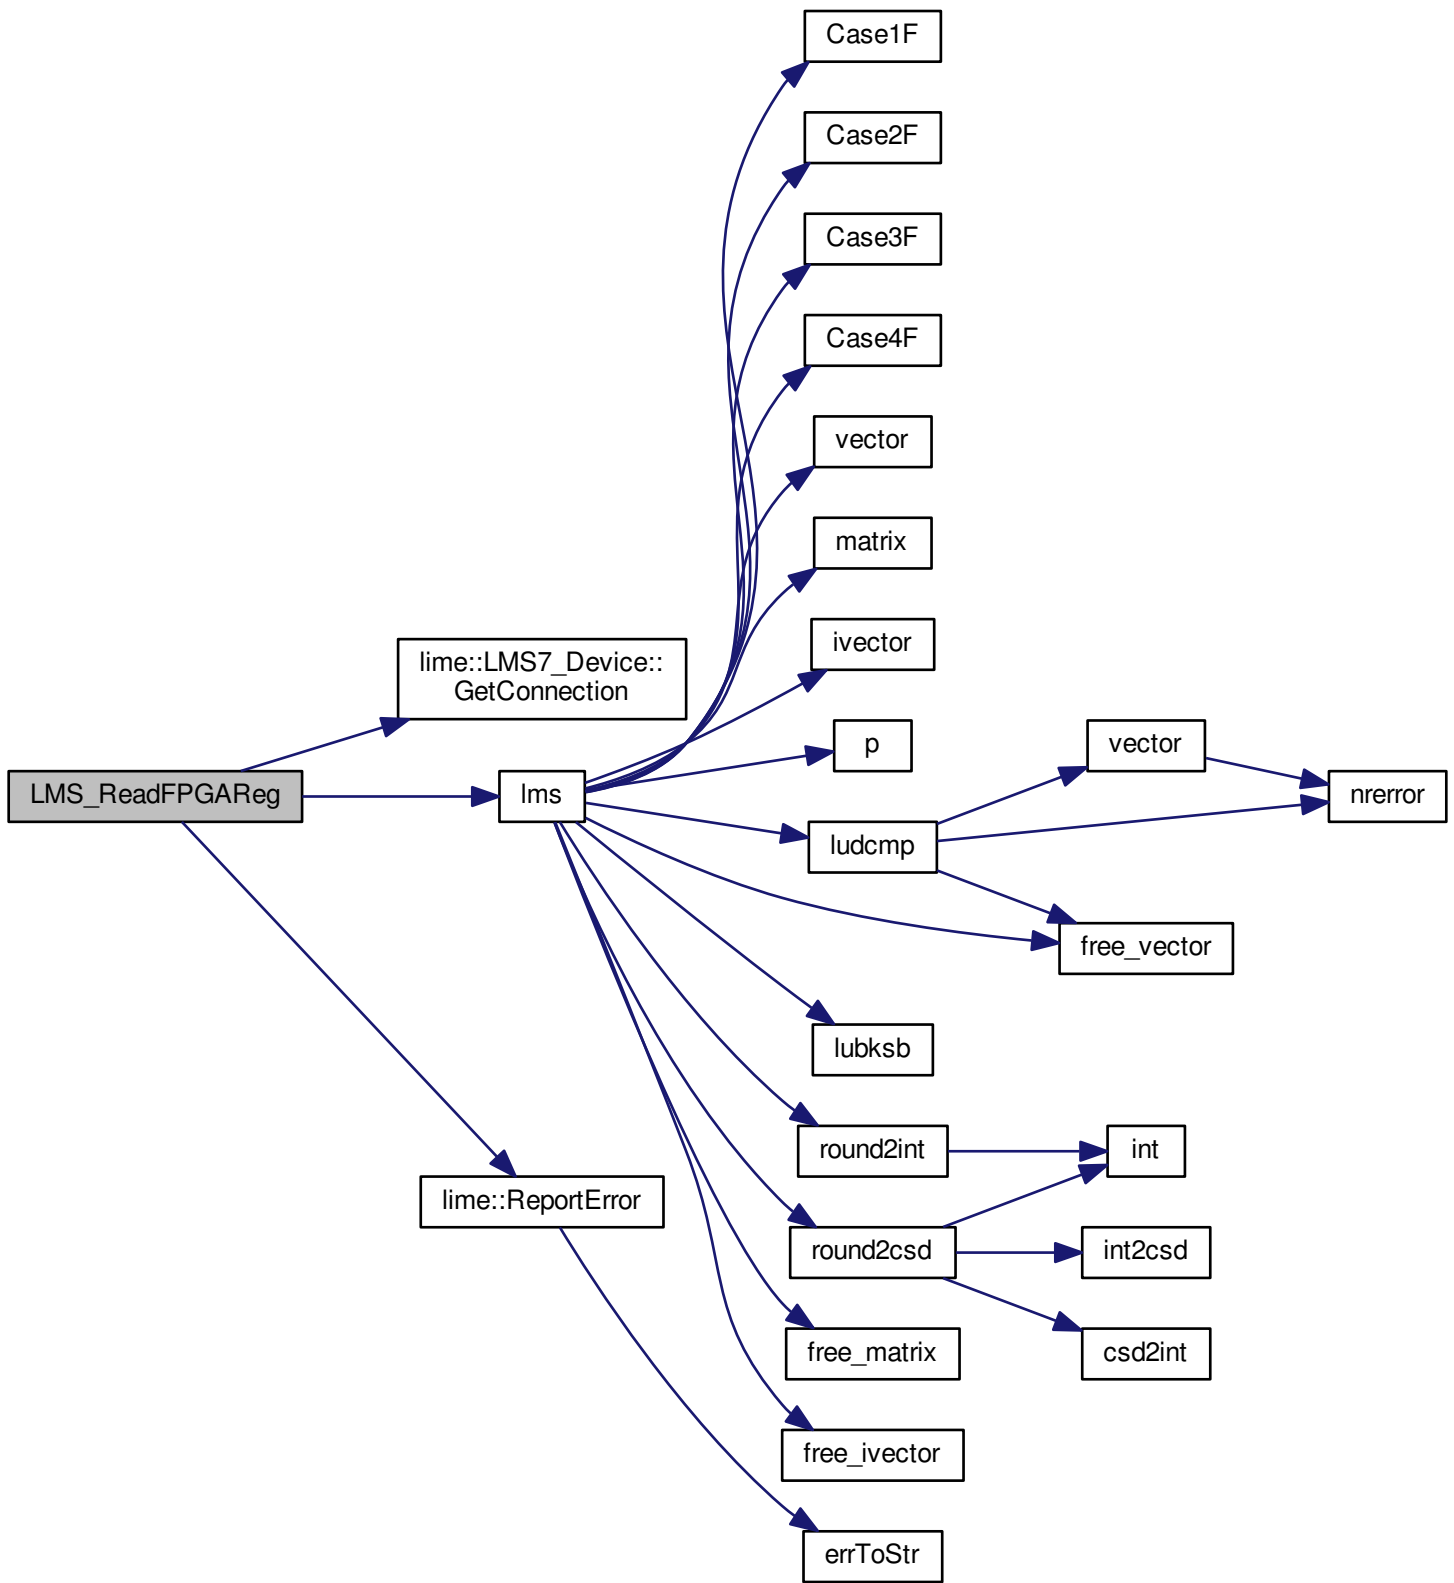 Case1F
Case2F
Case3F
Case4F
vector
matrix
ivector
lime::LMS7_Device::
GetConnection
p
vector
LMS_ReadFPGAReg
lms
nrerror
ludcmp
free_vector
lubksb
round2int
int
lime::ReportError
round2csd
int2csd
free_matrix
csd2int
free_ivector
errToStr